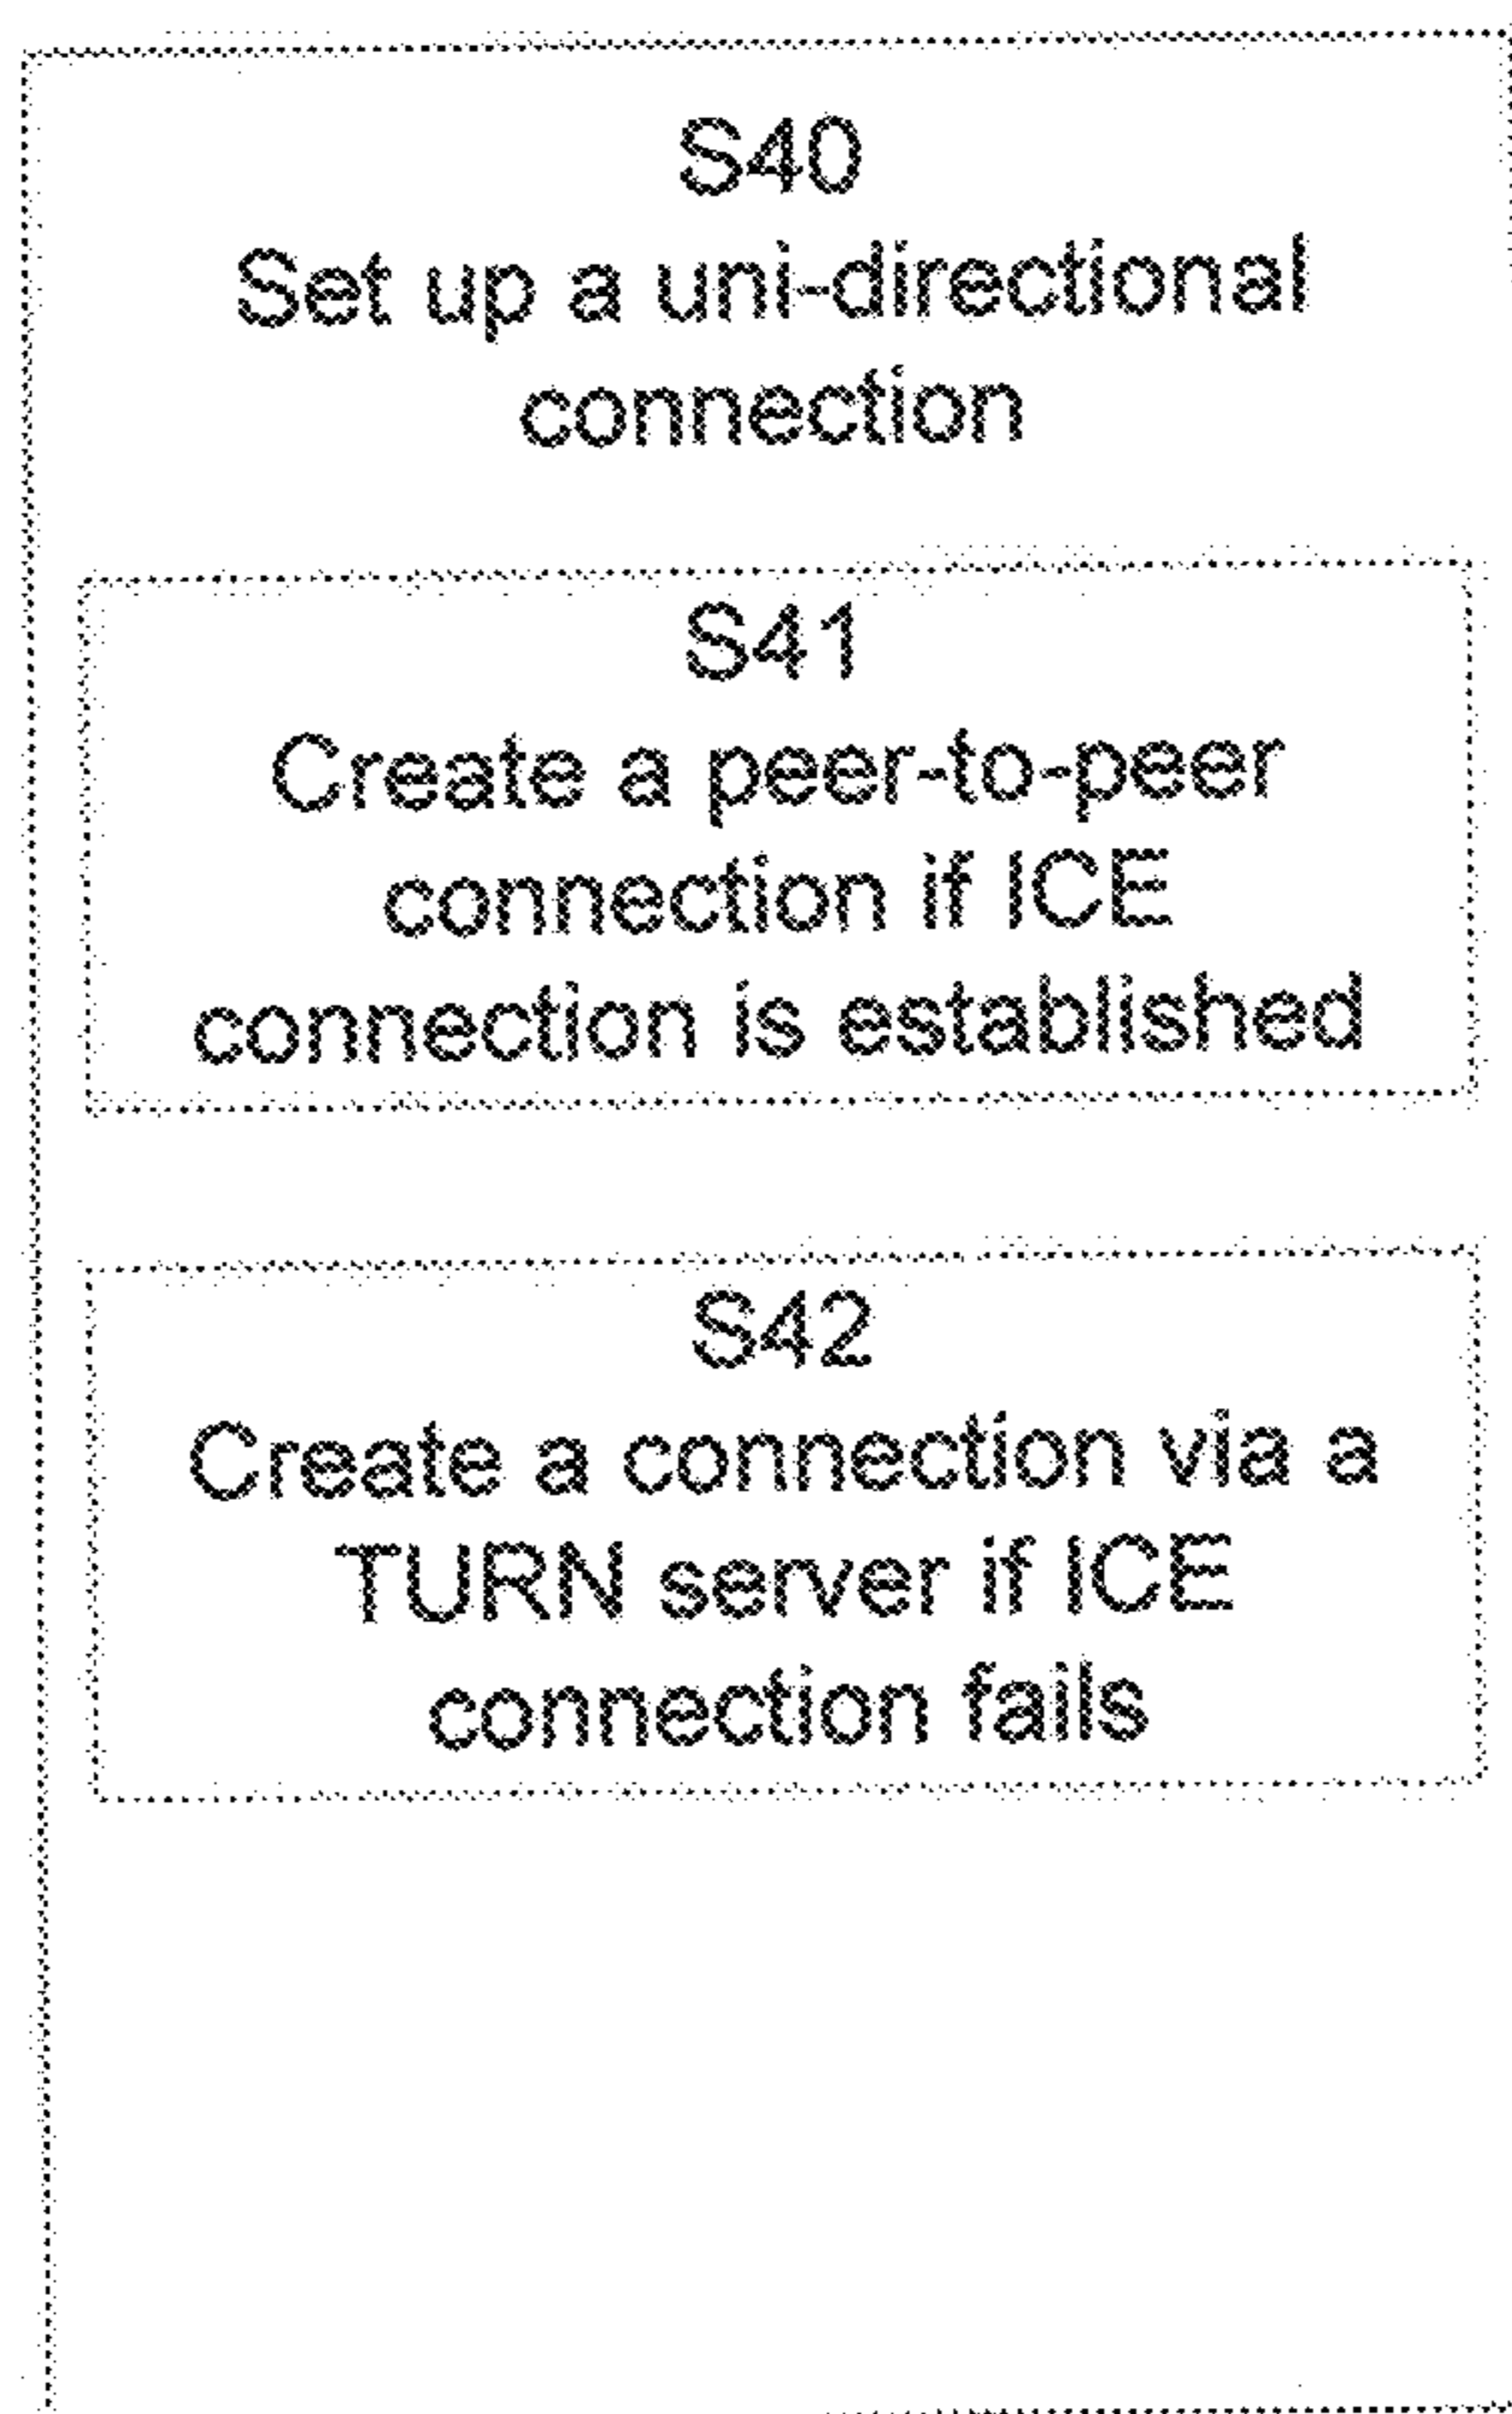 S40
Set up a uni-directional
connection
S41
Create a peer-to-peer
connection if ICE
connection is established
S42
Create a connection via a
TURN server if ICE
connection fails